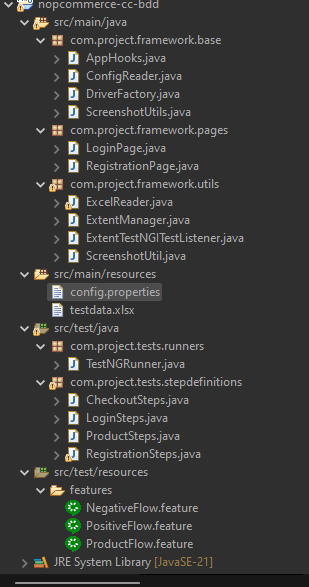 nopcommerce-cc-bdd
src/main/java
com.project.framework.base
AppHooks.java
ConfigReader.java
DriverFactory.java
ScreenshotUtils.java
com.project.framework.pages
LoginPage.java
RegistrationPage.java
com.project.framework.utils
ExcelReader.java
ExtentManager.java
ExtentTestNGITestListener.java
ScreenshotUtil.java
src/main/resources
config.properties
testdata.xlsx
src/test/java
com.project.tests.runners
TestNGRunner.java
com.project.tests.stepdefinitions
CheckoutSteps.java
LoginSteps.java
ProductSteps.java
RegistrationSteps.java
src/test/resources
features
NegativeFlow.feature
PositiveFlow.feature
ProductFlow.feature
JRE System Library [JavaSE-21]